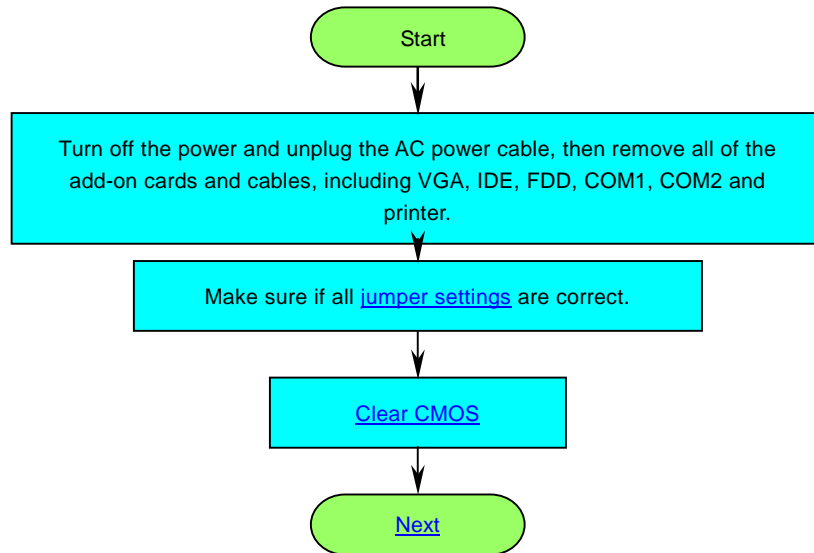 Start
Turn off the power and unplug the AC power cable, then remove all of the
add-on cards and cables, including VGA, IDE, FDD, COM1, COM2 and
printer.
Make sure if all jumper settings are correct.
Clear CMOS
Next